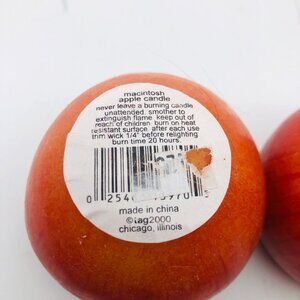 macintosh
apple candle
never leave a burning candle
unattended. smother to
extinguish flame. keep out of
reach of children. burn on heat
resistant surface. after each use
trim wick 1/4" before relighting
burn time 20 hours
made in china
©tag2000
chicago, illinois